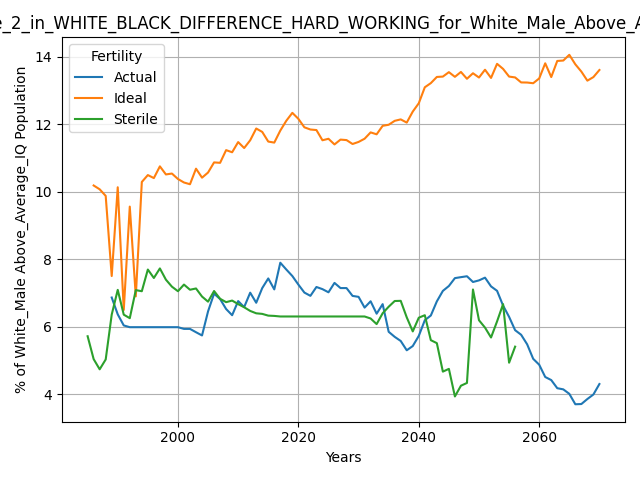 e_2_in_WHITE_BLACK_DIFFERENCE_HARD_WORKING_for_White_Male_Above_A
Fertility
Actual
Ideal
Sterile
% of White_Male Above_Average_IQ Population
14
12
10
8
6
4
2000
2020
2040
2060
Years